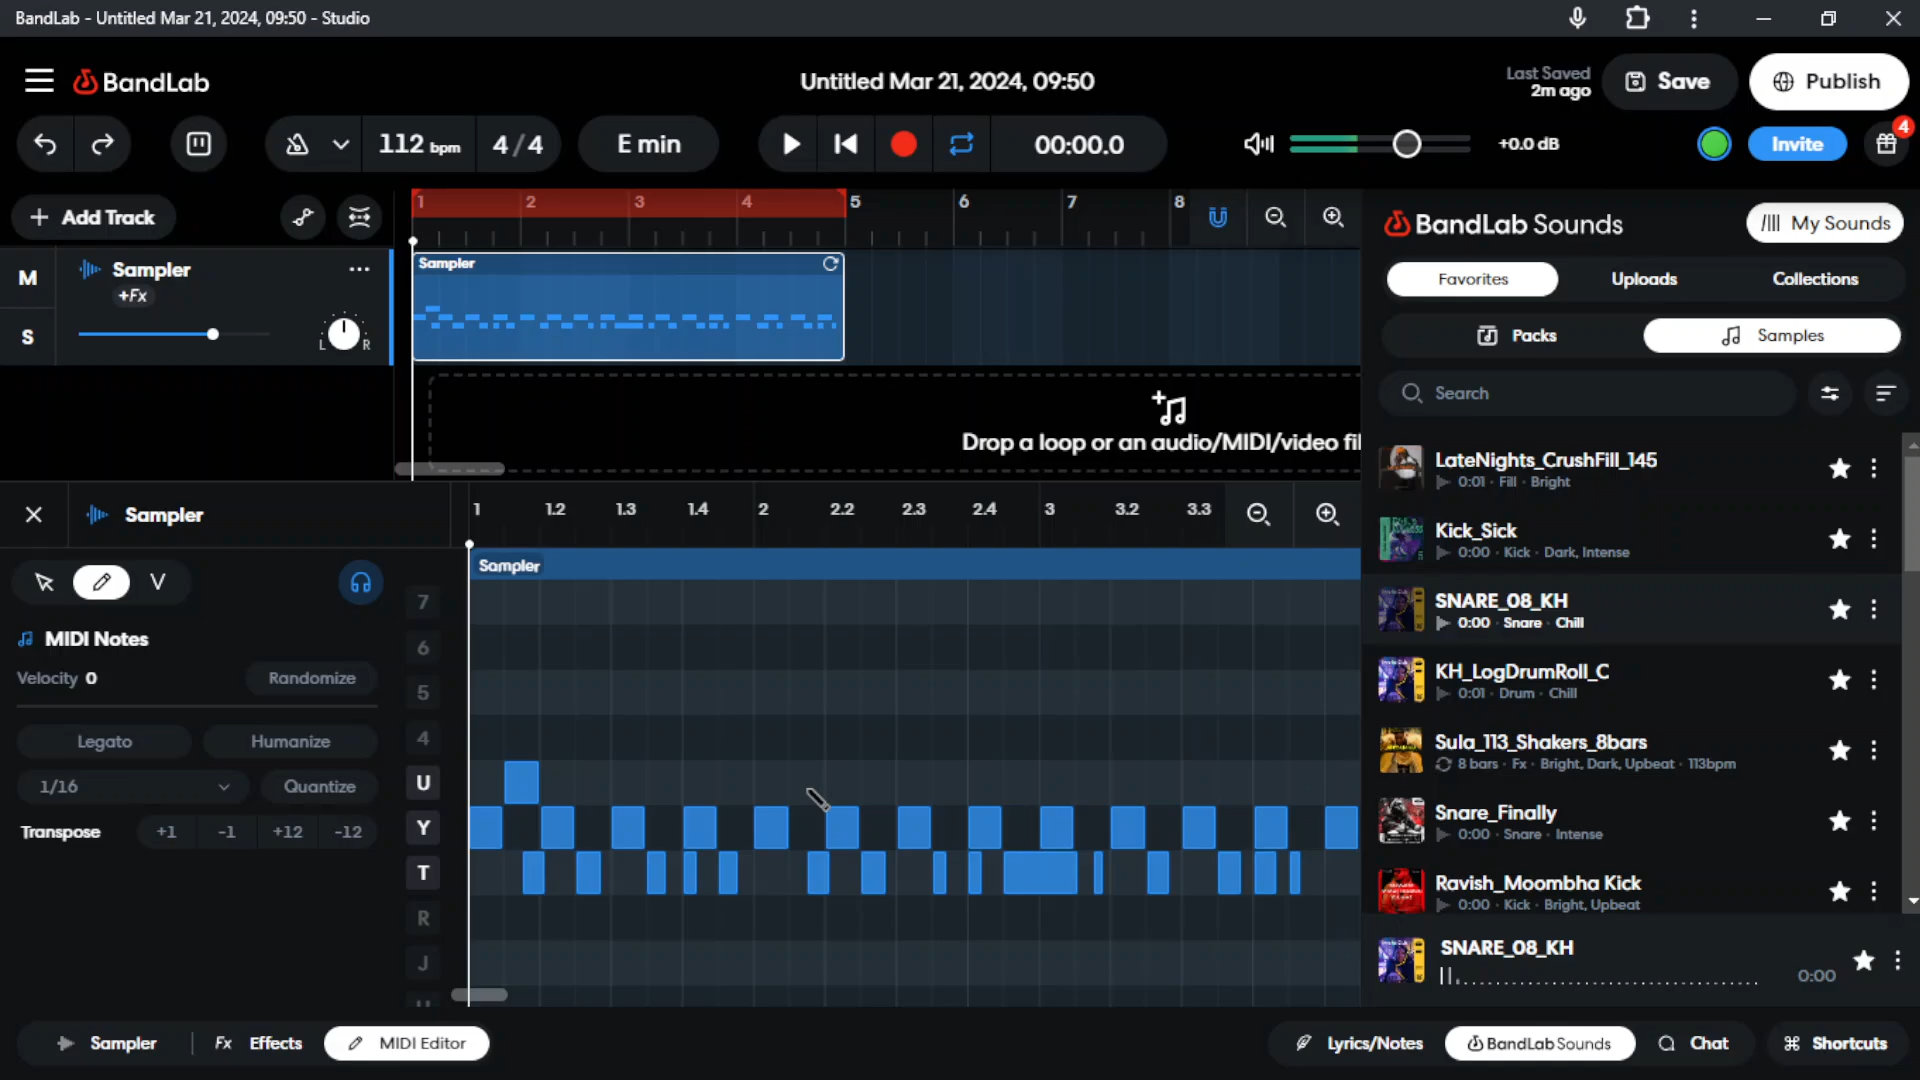 BandLab - Untitled Mar 21, 2024, 09:50 - Studio
BandLab
Untitled Mar 21, 2024, 09:50
Last Saved
2m ago
Save
Publish
112 bpm
4/4
E min
00:00.0
+0.0 dB
Invite
4
+ Add Track
1 2 3 4 5 6 7 8
M
Sampler
+Fx
S
L R
Sampler
Drop a loop or an audio/MIDI/video fil
BandLab Sounds
My Sounds
Favorites
Uploads
Collections
Packs
Samples
Search
LateNights_CrushFill_145
0:01 · Fill · Bright
Kick_Sick
0:00 · Kick · Dark, Intense
SNARE_08_KH
0:00 · Snare · Chill
KH_LogDrumRoll_C
0:01 · Drum · Chill
Sula_113_Shakers_8bars
8 bars · Fx · Bright, Dark, Upbeat · 113bpm
Snare_Finally
0:00 · Snare · Intense
Ravish_Moombha Kick
0:00 · Kick · Bright, Upbeat
SNARE_08_KH
0:00
Sampler
1 1.2 1.3 1.4 2 2.2 2.3 2.4 3 3.2 3.3
Sampler
V
MIDI Notes
Velocity 0
Randomize
Legato
Humanize
1/16
Quantize
Transpose
+1 -1 +12 -12
7
6
5
4
U
Y
T
R
J
Sampler
Fx Effects
MIDI Editor
Lyrics/Notes
BandLab Sounds
Chat
Shortcuts